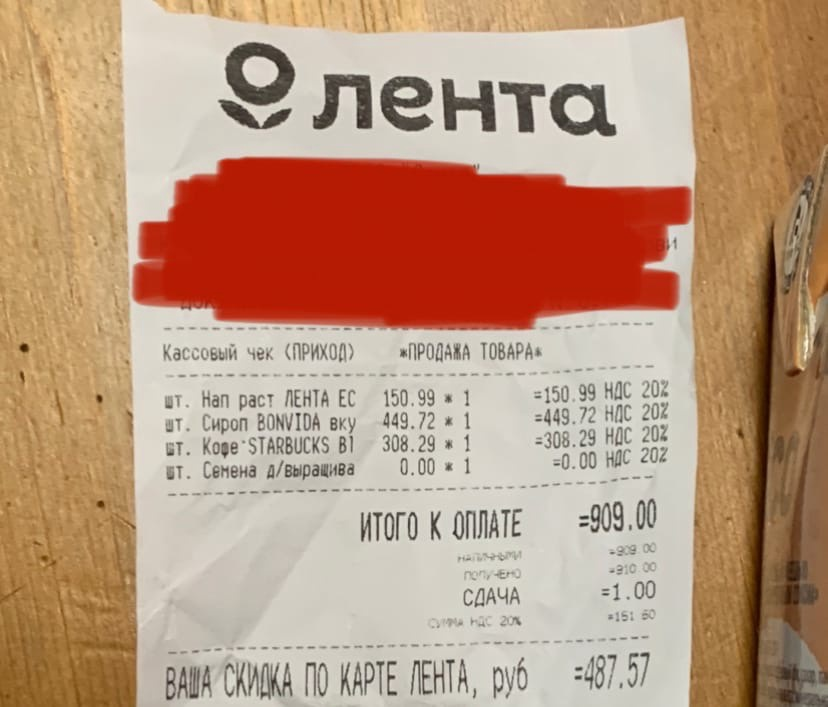 лента
Кассовый чек (ПРИХОД) *ПРОДАЖА ТОВАРА*
шт. Нап раст ЛЕНТА ЕС 150.99 * 1 =150.99 НДС 20%
шт. Сироп BONVIDA вку 449.72 * 1 =449.72 НДС 20%
шт. Кофе STARBUCKS Bl 308.29 * 1 =308.29 НДС 20%
шт. Семена д/выращива 0.00 * 1 =0.00 НДС 20%
ИТОГО К ОПЛАТЕ =909.00
НАЛИЧНЫМИ =909.00
ПОЛУЧЕНО =910.00
СДАЧА =1.00
СУММА НДС 20% =151.50
ВАША СКИДКА ПО КАРТЕ ЛЕНТА, руб =487.57